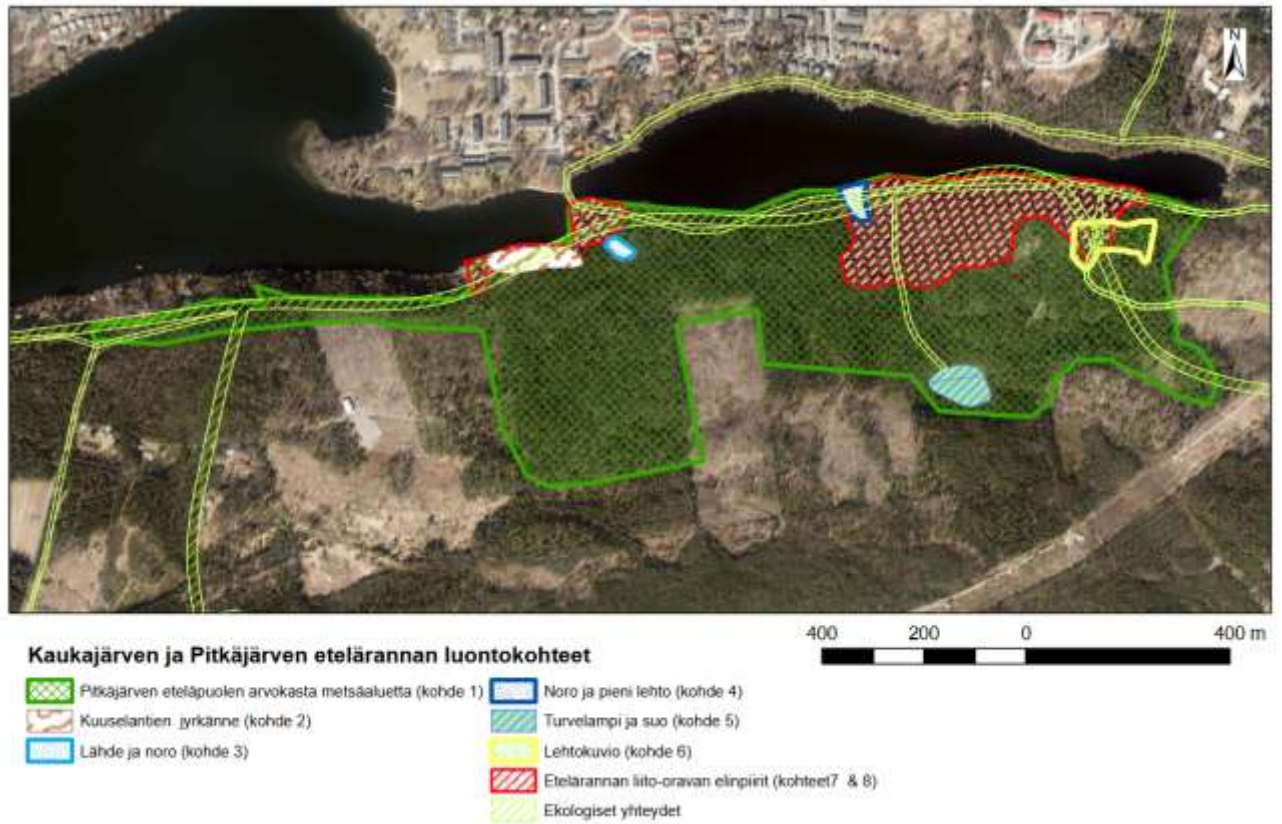 N
400 200 0 400 m
Kaukajärven ja Pitkäjärven etelärannan luontokohteet
Pitkäjärven eteläpuolen arvokasta metsäaluetta (kohde 1)
Kuuselantien jyrkänne (kohde 2)
Lähde ja noro (kohde 3)
Noro ja pieni lehto (kohde 4)
Turvelampi ja suo (kohde 5)
Lehtokuvio (kohde 6)
Etelärannan liito-oravan elinpiirit (kohteet7 & 8)
Ekologiset yhteydet